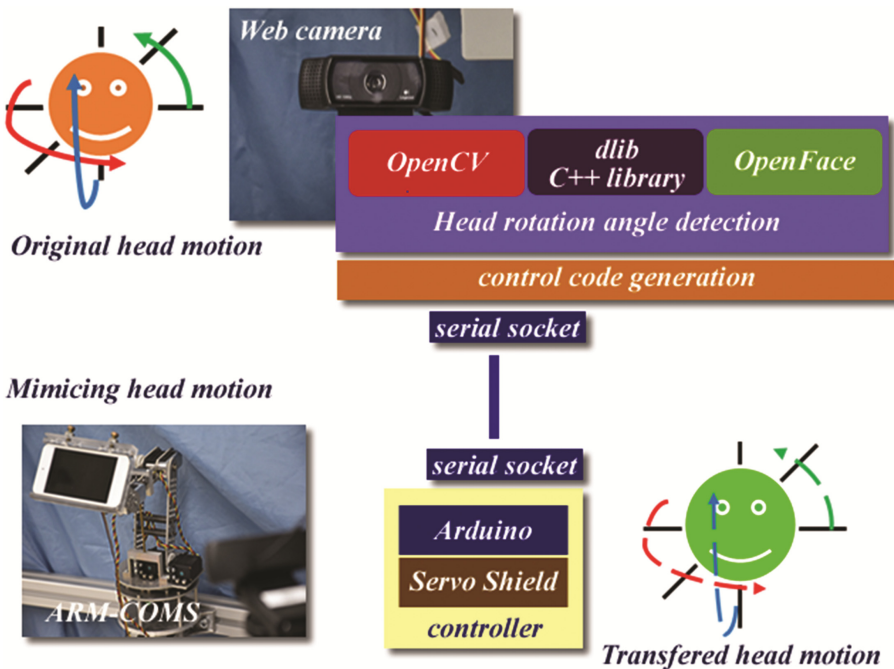 Web camera
OpenCV
dlib
C++ library
OpenFace
Head rotation angle detection
Original head motion
control code generation
serial socket
Mimicing head motion
serial socket
Arduino
Servo Shield
controller
ARM-COMS
Transfered head motion